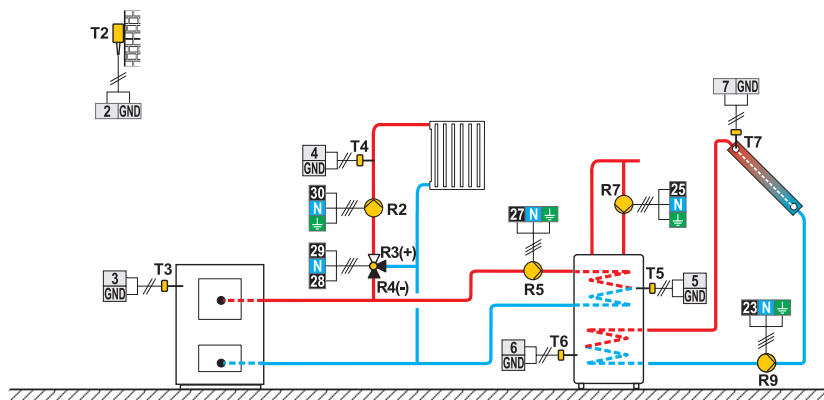 T2
2 GND
7 GND
T7
4 GND
T4
30 N
R2
29 N 28
R3(+)
R4(-)
3 GND
T3
27 N
R5
R7
25 N
T5
5 GND
6 GND
T6
23 N
R9